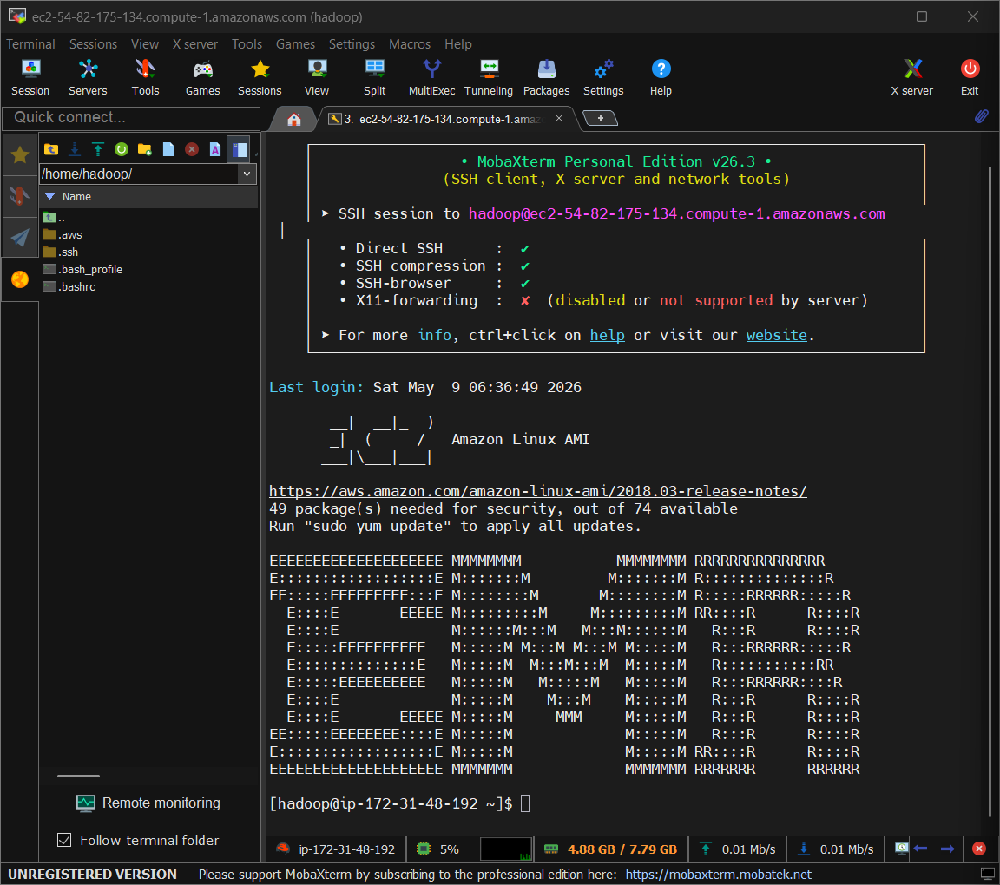 ec2-54-82-175-134.compute-1.amazonaws.com (hadoop)
Terminal Sessions View X server Tools Games Settings Macros Help
Session Servers Tools Games Sessions View Split MultiExec Tunneling Packages Settings Help X server Exit
Quick connect...
3. ec2-54-82-175-134.compute-1.amaz
/home/hadoop/
Name
..
.aws
.ssh
.bash_profile
.bashrc
Remote monitoring
Follow terminal folder
• MobaXterm Personal Edition v26.3 •
(SSH client, X server and network tools)
➤ SSH session to hadoop@ec2-54-82-175-134.compute-1.amazonaws.com
• Direct SSH      :  ✔
• SSH compression :  ✔
• SSH-browser     :  ✔
• X11-forwarding  :  ✘  (disabled or not supported by server)
➤ For more info, ctrl+click on help or visit our website.
Last login: Sat May  9 06:36:49 2026
       __|  __|_  )
       _|  (     /   Amazon Linux AMI
      ___|\___|___|
https://aws.amazon.com/amazon-linux-ami/2018.03-release-notes/
49 package(s) needed for security, out of 74 available
Run "sudo yum update" to apply all updates.
EEEEEEEEEEEEEEEEEEEE MMMMMMMM           MMMMMMMM RRRRRRRRRRRRRRR
E::::::::::::::::::E M:::::::M         M:::::::M R::::::::::::::R
EE:::::EEEEEEEEE:::E M::::::::M       M::::::::M R:::::RRRRRR:::::R
  E::::E       EEEEE M:::::::::M     M:::::::::M RR::::R      R::::R
  E::::E             M::::::M:::M   M:::M::::::M   R:::R      R::::R
  E:::::EEEEEEEEEE   M:::::M M:::M M:::M M:::::M   R:::RRRRRR:::::R
  E::::::::::::::E   M:::::M  M:::M:::M  M:::::M   R:::::::::::RR
  E:::::EEEEEEEEEE   M:::::M   M:::::M   M:::::M   R:::RRRRRR::::R
  E::::E             M:::::M    M:::M    M:::::M   R:::R      R::::R
  E::::E       EEEEE M:::::M     MMM     M:::::M   R:::R      R::::R
EE:::::EEEEEEEE::::E M:::::M             M:::::M   R:::R      R::::R
E::::::::::::::::::E M:::::M             M:::::M RR::::R      R::::R
EEEEEEEEEEEEEEEEEEEE MMMMMMM             MMMMMMM RRRRRRR      RRRRRR
[hadoop@ip-172-31-48-192 ~]$
ip-172-31-48-192 5% 4.88 GB / 7.79 GB 0.01 Mb/s 0.01 Mb/s
UNREGISTERED VERSION - Please support MobaXterm by subscribing to the professional edition here: https://mobaxterm.mobatek.net